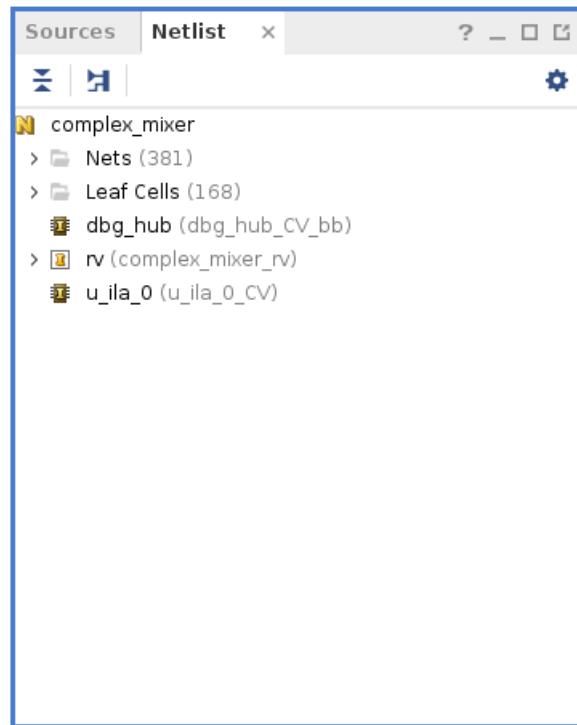 Sources Netlist × ?
complex_mixer
Nets (381)
Leaf Cells (168)
dbg_hub (dbg_hub_CV_bb)
rv (complex_mixer_rv)
u_ila_0 (u_ila_0_CV)